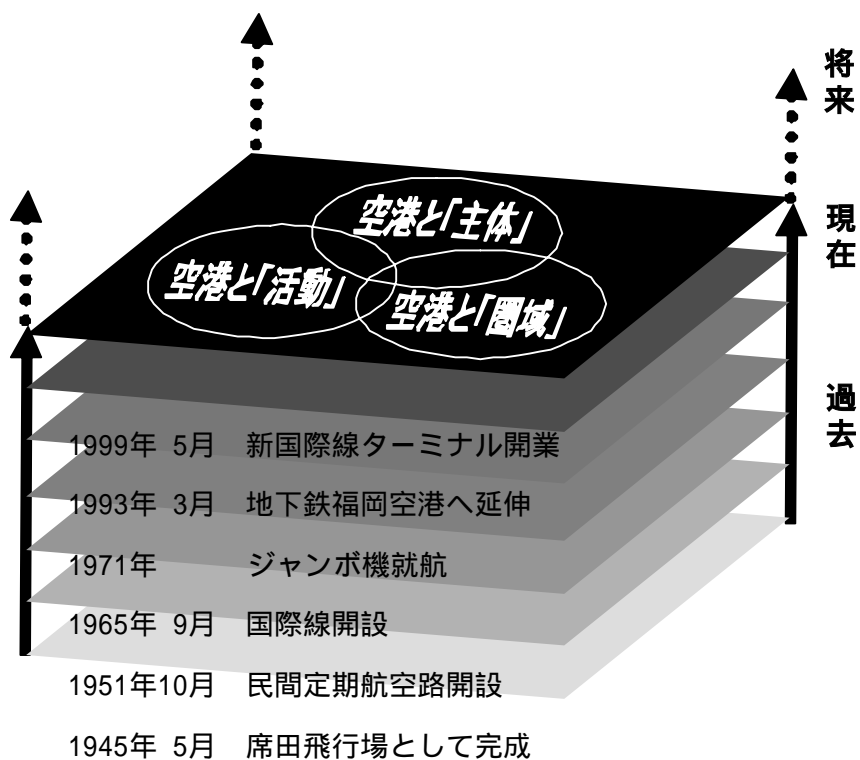 将来
空港と「主体」
現在
空港と「活動」
空港と「圏域」
過去
1999年 5月 新国際線ターミナル開業
1993年 3月 地下鉄福岡空港へ延伸
1971年 ジャンボ機就航
1965年 9月 国際線開設
1951年10月 民間定期航空路開設
1945年 5月 席田飛行場として完成